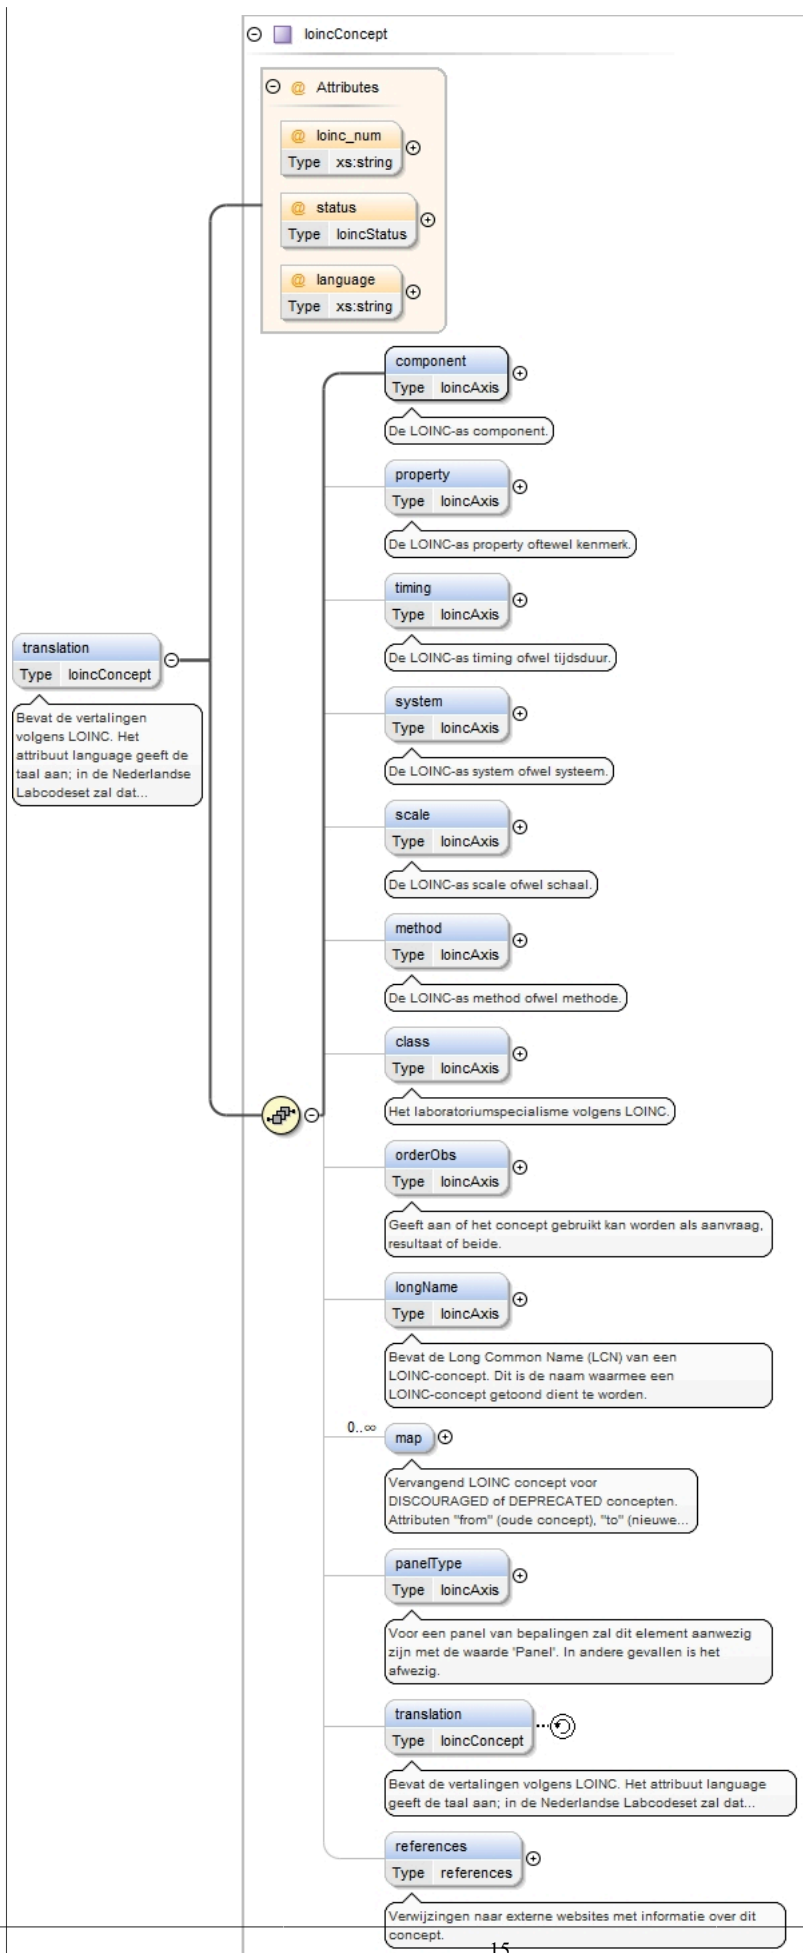 loincConcept
@ Attributes
@ loinc_num
Type xs:string
@ status
Type loincStatus
@ language
Type xs:string
component
Type loincAxis
De LOINC-as component.
property
Type loincAxis
De LOINC-as property oftewel kenmerk.
timing
Type loincAxis
De LOINC-as timing ofwel tijdsduur.
translation
Type loincConcept
Bevat de vertalingen
volgens LOINC. Het
attribuut language geeft de
taal aan; in de Nederlandse
Labcodeset zal dat...
system
Type loincAxis
De LOINC-as system ofwel systeem.
scale
Type loincAxis
De LOINC-as scale ofwel schaal.
method
Type loincAxis
De LOINC-as method ofwel methode.
class
Type loincAxis
Het laboratoriumspecialisme volgens LOINC.
orderObs
Type loincAxis
Geeft aan of het concept gebruikt kan worden als aanvraag,
resultaat of beide.
longName
Type loincAxis
Bevat de Long Common Name (LCN) van een
LOINC-concept. Dit is de naam waarmee een
LOINC-concept getoond dient te worden.
0..∞
map
Vervangend LOINC concept voor
DISCOURAGED of DEPRECATED concepten.
Attributen "from" (oude concept), "to" (nieuwe...
panelType
Type loincAxis
Voor een panel van bepalingen zal dit element aanwezig
zijn met de waarde 'Panel'. In andere gevallen is het
afwezig.
translation
Type loincConcept
Bevat de vertalingen volgens LOINC. Het attribuut language
geeft de taal aan; in de Nederlandse Labcodeset zal dat...
references
Type references
Verwijzingen naar externe websites met informatie over dit
concept.
15